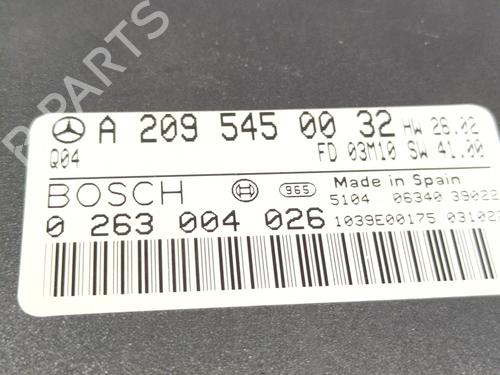 A 209 545 00 32 HW 26.02
Q04 FD 03M10 SW 41.00
BOSCH 965 Made in Spain
5104 06340 39022
0 263 004 026 1039E00175
B-PARTS